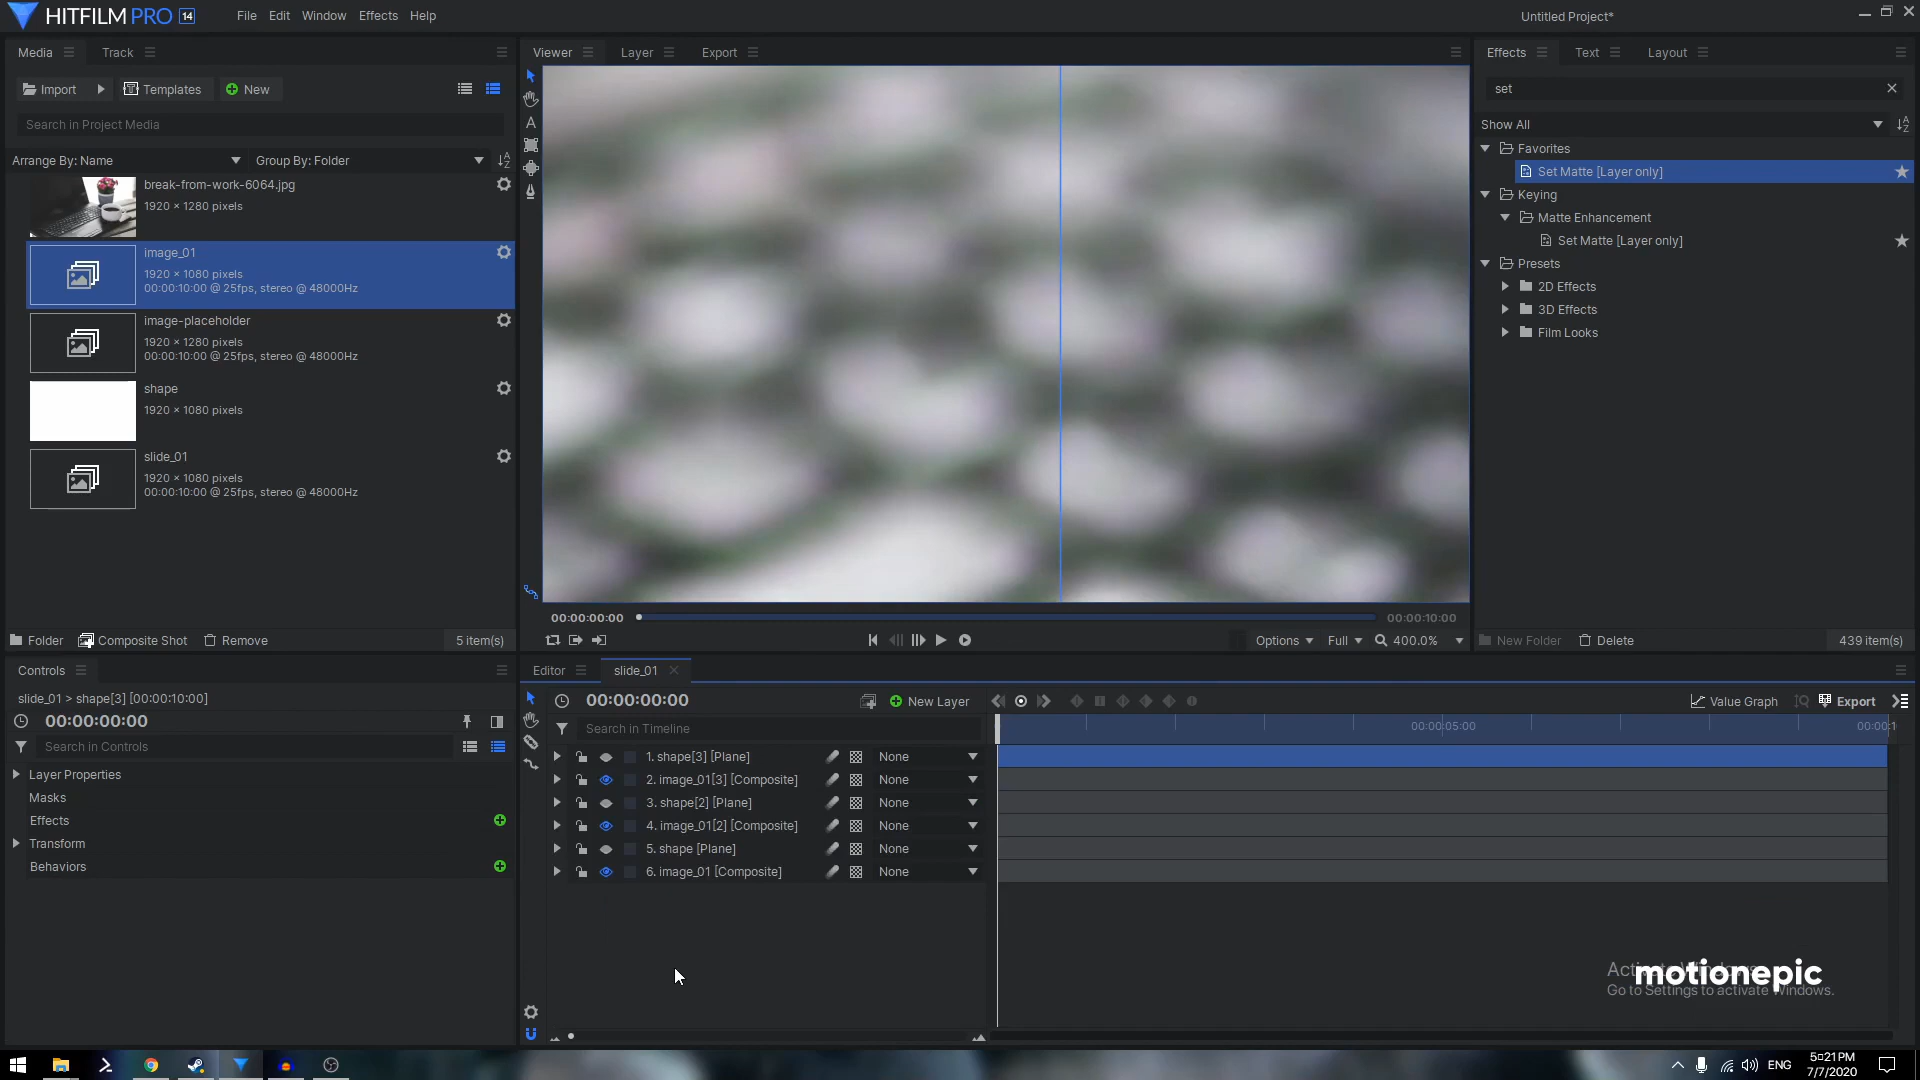 HITFILM PRO 14
File Edit Window Effects Help
Untitled Project*
Media Track
Viewer Layer Export
Effects Text Layout
Import Templates New
set
Search in Project Media
Show All
Arrange By: Name Group By: Folder
Favorites
Set Matte [Layer only]
Keying
Matte Enhancement
Set Matte [Layer only]
Presets
2D Effects
3D Effects
Film Looks
break-from-work-6064.jpg
1920 × 1280 pixels
image_01
1920 × 1080 pixels
00:00:10:00 @ 25fps, stereo @ 48000Hz
image-placeholder
1920 × 1280 pixels
00:00:10:00 @ 25fps, stereo @ 48000Hz
shape
1920 × 1080 pixels
slide_01
1920 × 1080 pixels
00:00:10:00 @ 25fps, stereo @ 48000Hz
00:00:00:00 00:00:10:00
Folder Composite Shot Remove 5 item(s)
Options Full 400.0%
New Folder Delete 439 item(s)
Controls
Editor slide_01
slide_01 > shape[3] [00:00:10:00]
00:00:00:00
Search in Controls
Layer Properties
Masks
Effects
Transform
Behaviors
00:00:00:00 New Layer Value Graph Export
Search in Timeline 00:00:05:00 00:00:1
1. shape[3] [Plane] None
2. image_01[3] [Composite] None
3. shape[2] [Plane] None
4. image_01[2] [Composite] None
5. shape [Plane] None
6. image_01 [Composite] None
motionepic
Go to Settings to activate Windows.
ENG
5:21 PM
7/7/2020